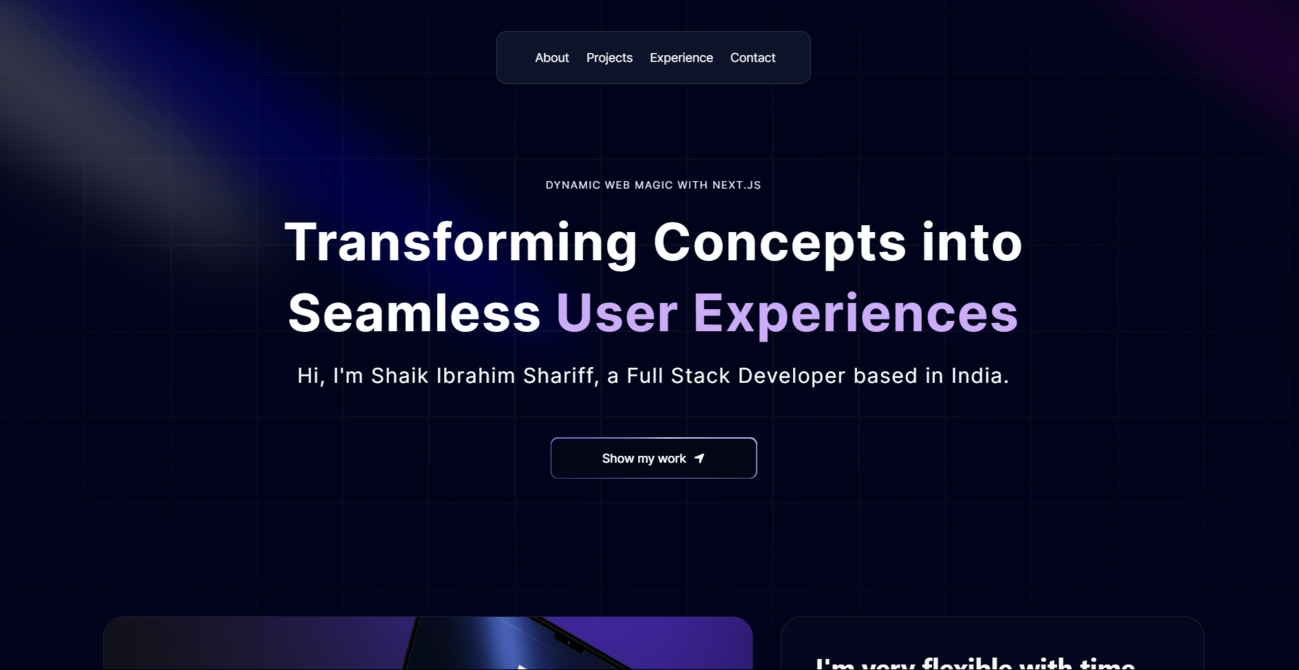 About Projects Experience Contact
DYNAMIC WEB MAGIC WITH NEXT.JS
Transforming Concepts into
Seamless User Experiences
Hi, I'm Shaik Ibrahim Shariff, a Full Stack Developer based in India.
Show my work
I'm very flexible with time